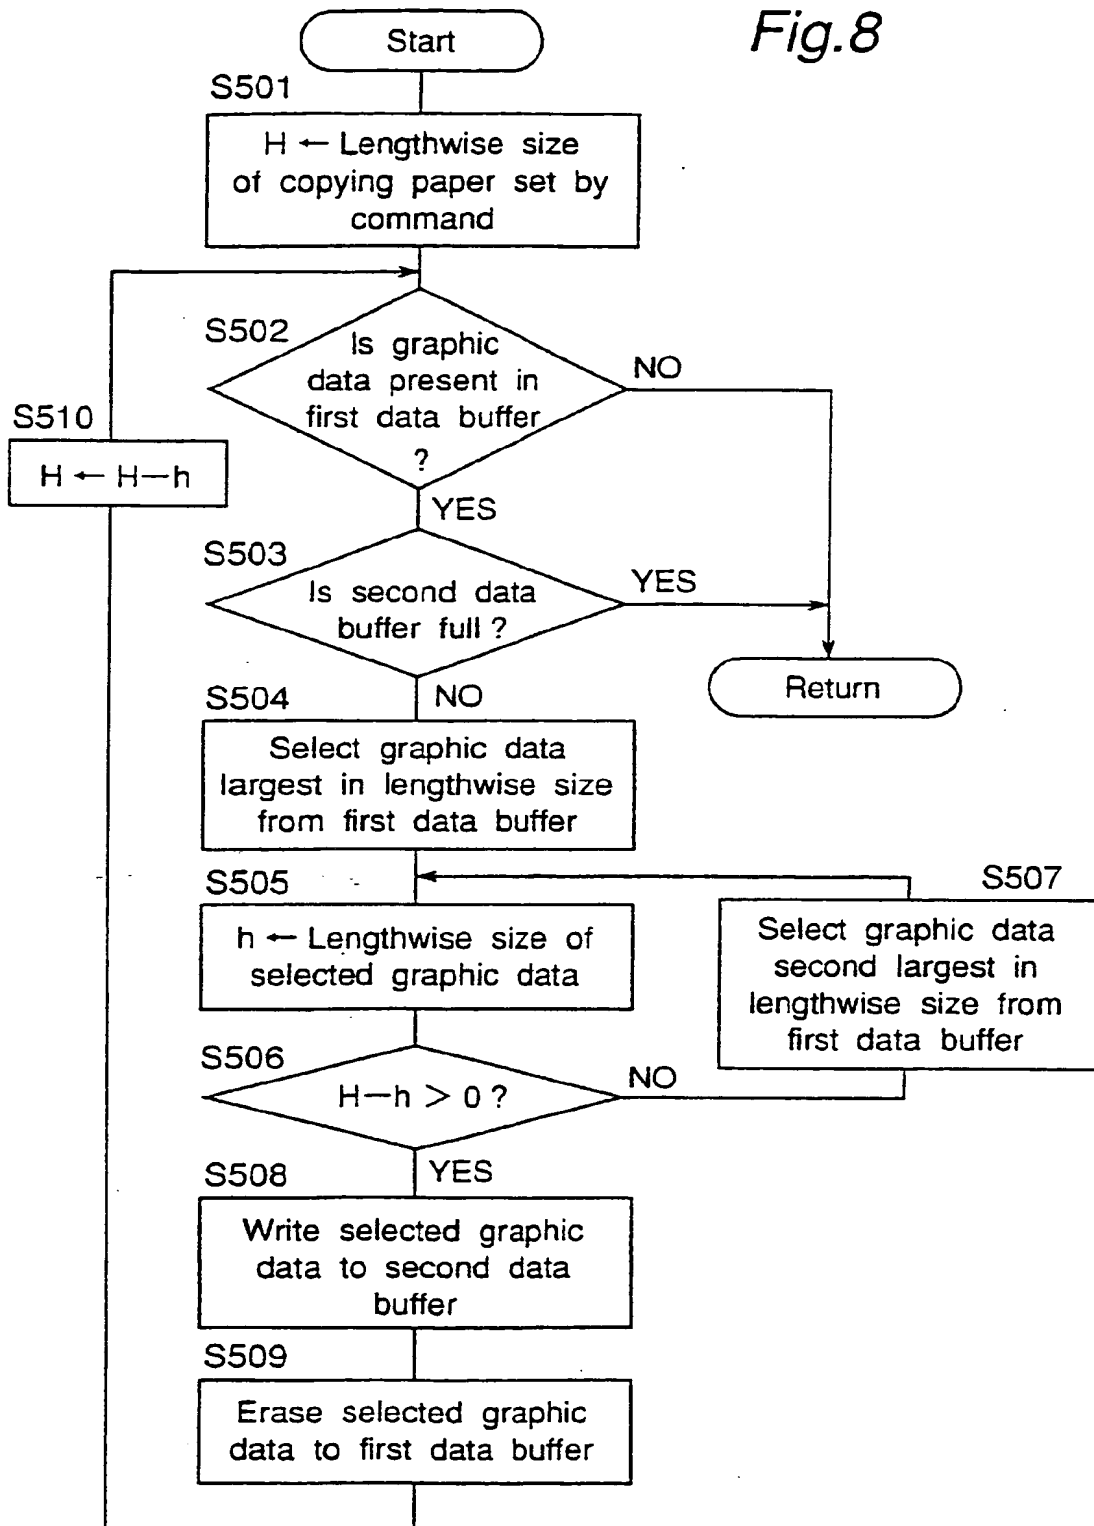 Fig.8
Start
S501
H ← Lengthwise size
of copying paper set by
command
S502
Is graphic
data present in
first data buffer
?
NO
S510
H ← H—h
YES
S503
Is second data
buffer full ?
YES
Return
NO
S504
Select graphic data
largest in lengthwise size
from first data buffer
S505
h ← Lengthwise size of
selected graphic data
S507
Select graphic data
second largest in
lengthwise size from
first data buffer
S506
H—h > 0 ?
NO
YES
S508
Write selected graphic
data to second data
buffer
S509
Erase selected graphic
data to first data buffer